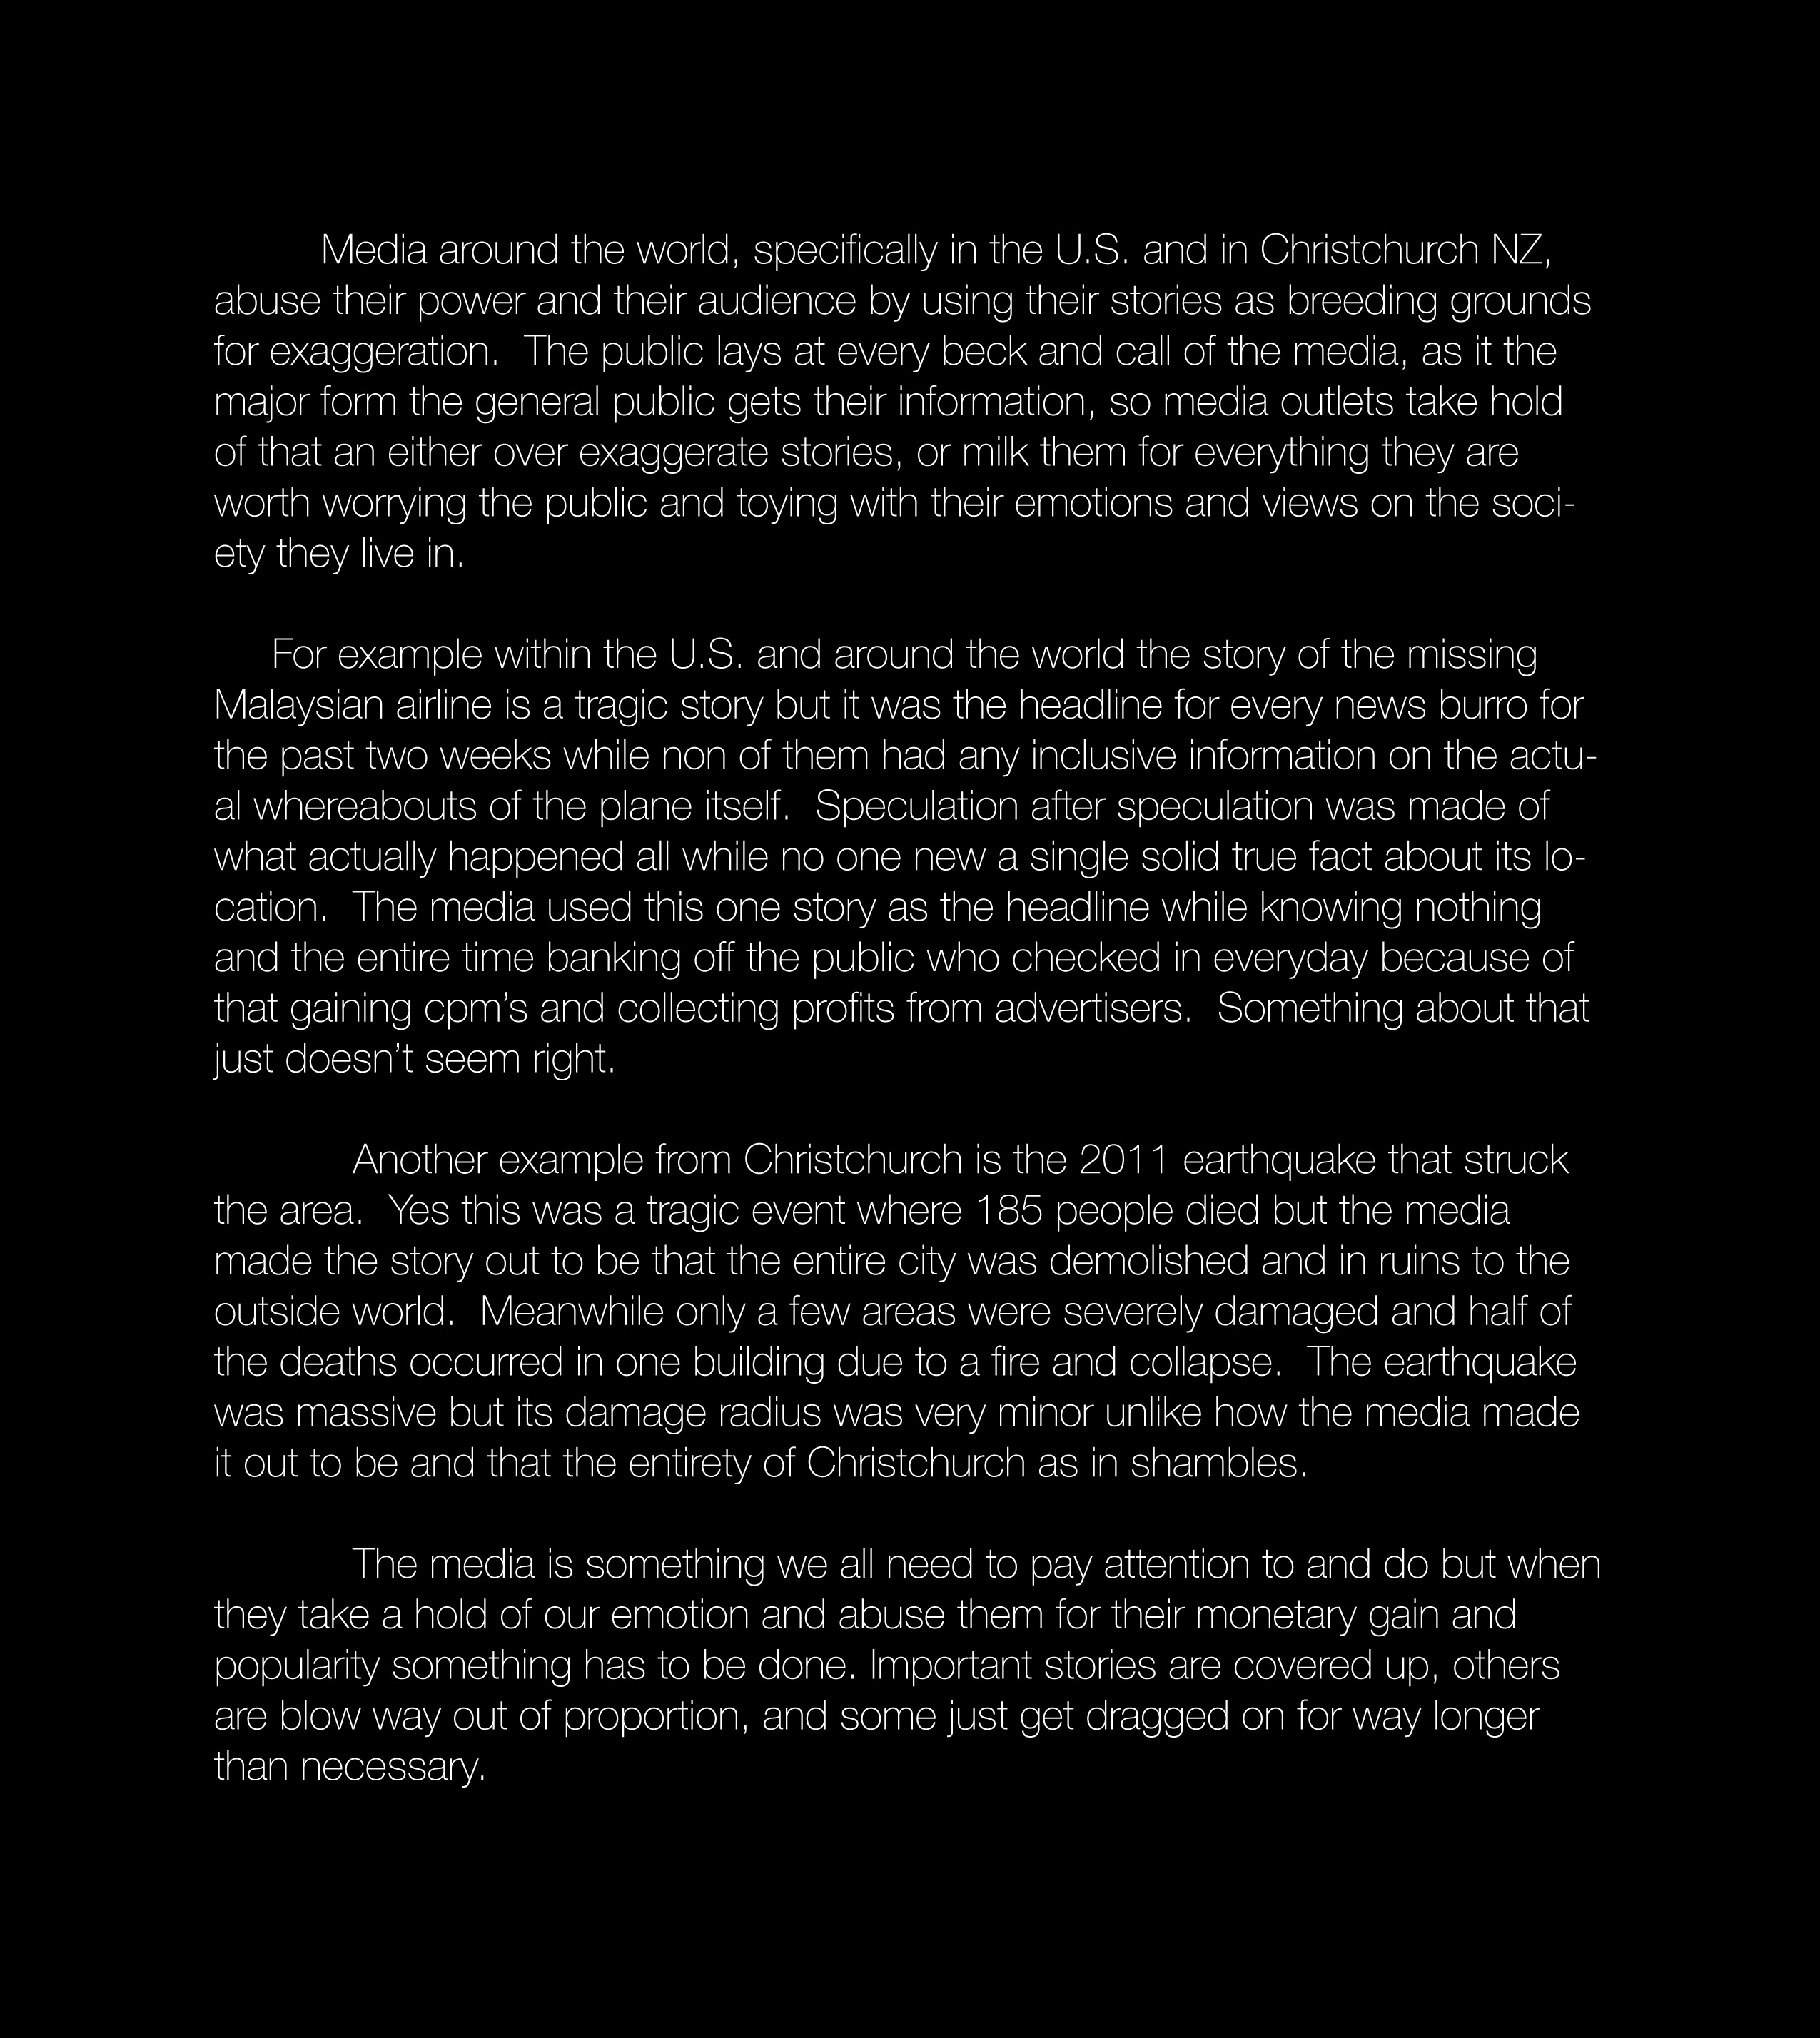 Media around the world, specifically in the U.S. and in Christchurch NZ,
abuse their power and their audience by using their stories as breeding grounds
for exaggeration.  The public lays at every beck and call of the media, as it the
major form the general public gets their information, so media outlets take hold
of that an either over exaggerate stories, or milk them for everything they are
worth worrying the public and toying with their emotions and views on the soci-
ety they live in.
For example within the U.S. and around the world the story of the missing
Malaysian airline is a tragic story but it was the headline for every news burro for
the past two weeks while non of them had any inclusive information on the actu-
al whereabouts of the plane itself.  Speculation after speculation was made of
what actually happened all while no one new a single solid true fact about its lo-
cation.  The media used this one story as the headline while knowing nothing
and the entire time banking off the public who checked in everyday because of
that gaining cpm’s and collecting profits from advertisers.  Something about that
just doesn’t seem right.
Another example from Christchurch is the 2011 earthquake that struck
the area.  Yes this was a tragic event where 185 people died but the media
made the story out to be that the entire city was demolished and in ruins to the
outside world.  Meanwhile only a few areas were severely damaged and half of
the deaths occurred in one building due to a fire and collapse.  The earthquake
was massive but its damage radius was very minor unlike how the media made
it out to be and that the entirety of Christchurch as in shambles.
The media is something we all need to pay attention to and do but when
they take a hold of our emotion and abuse them for their monetary gain and
popularity something has to be done. Important stories are covered up, others
are blow way out of proportion, and some just get dragged on for way longer
than necessary.